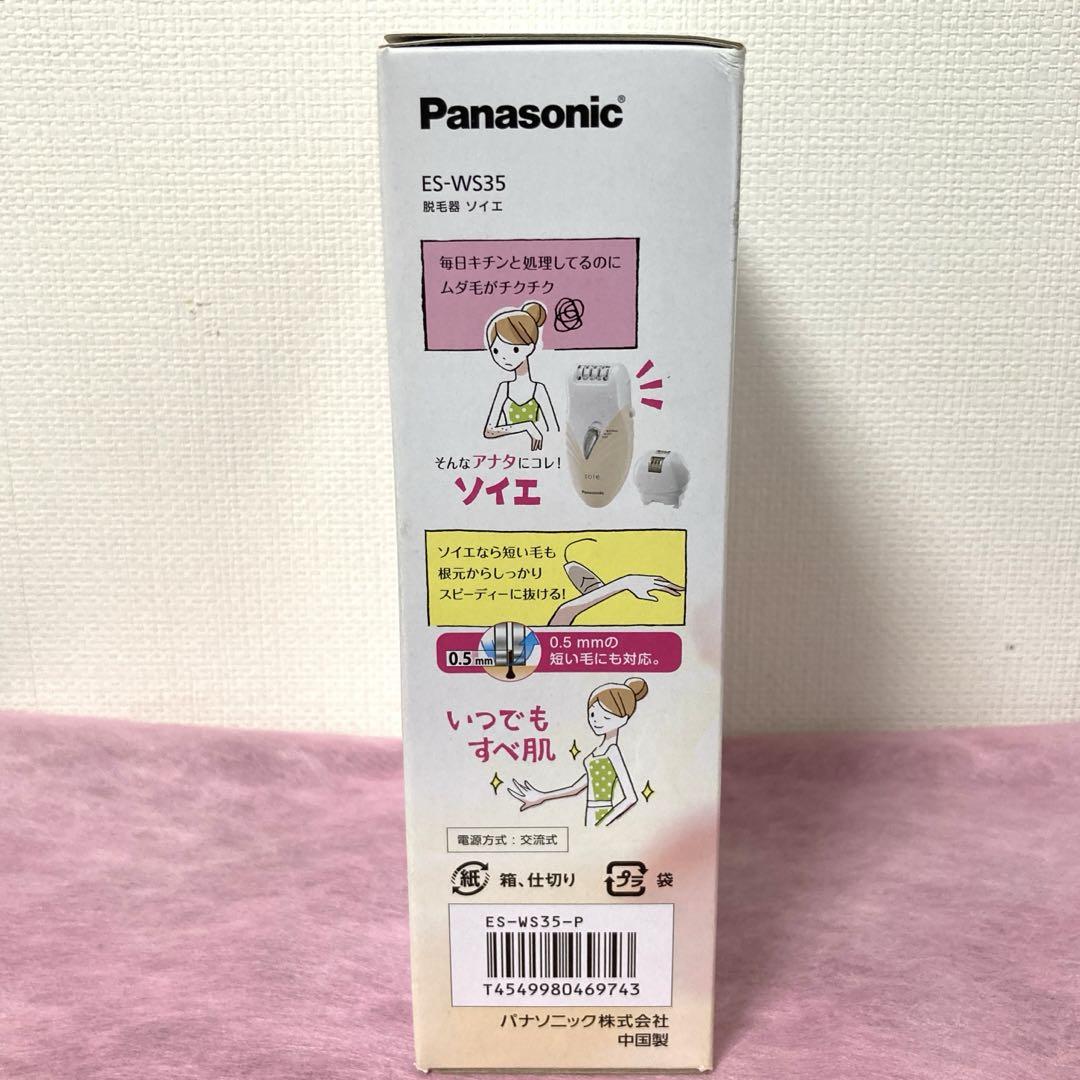 Panasonic®
ES-WS35
脱毛器 ソイエ
毎日キチンと処理してるのに
ムダ毛がチクチク
そんなアナタにコレ!
ソイエ
soie
Panasonic
ソイエなら短い毛も
根元からしっかり
スピーディーに抜ける!
0.5 mm
0.5 mmの
短い毛にも対応。
いつでも
すべ肌
電源方式:交流式
紙 箱、仕切り
プラ 袋
ES-WS35-P
T4549980469743
パナソニック株式会社
中国製